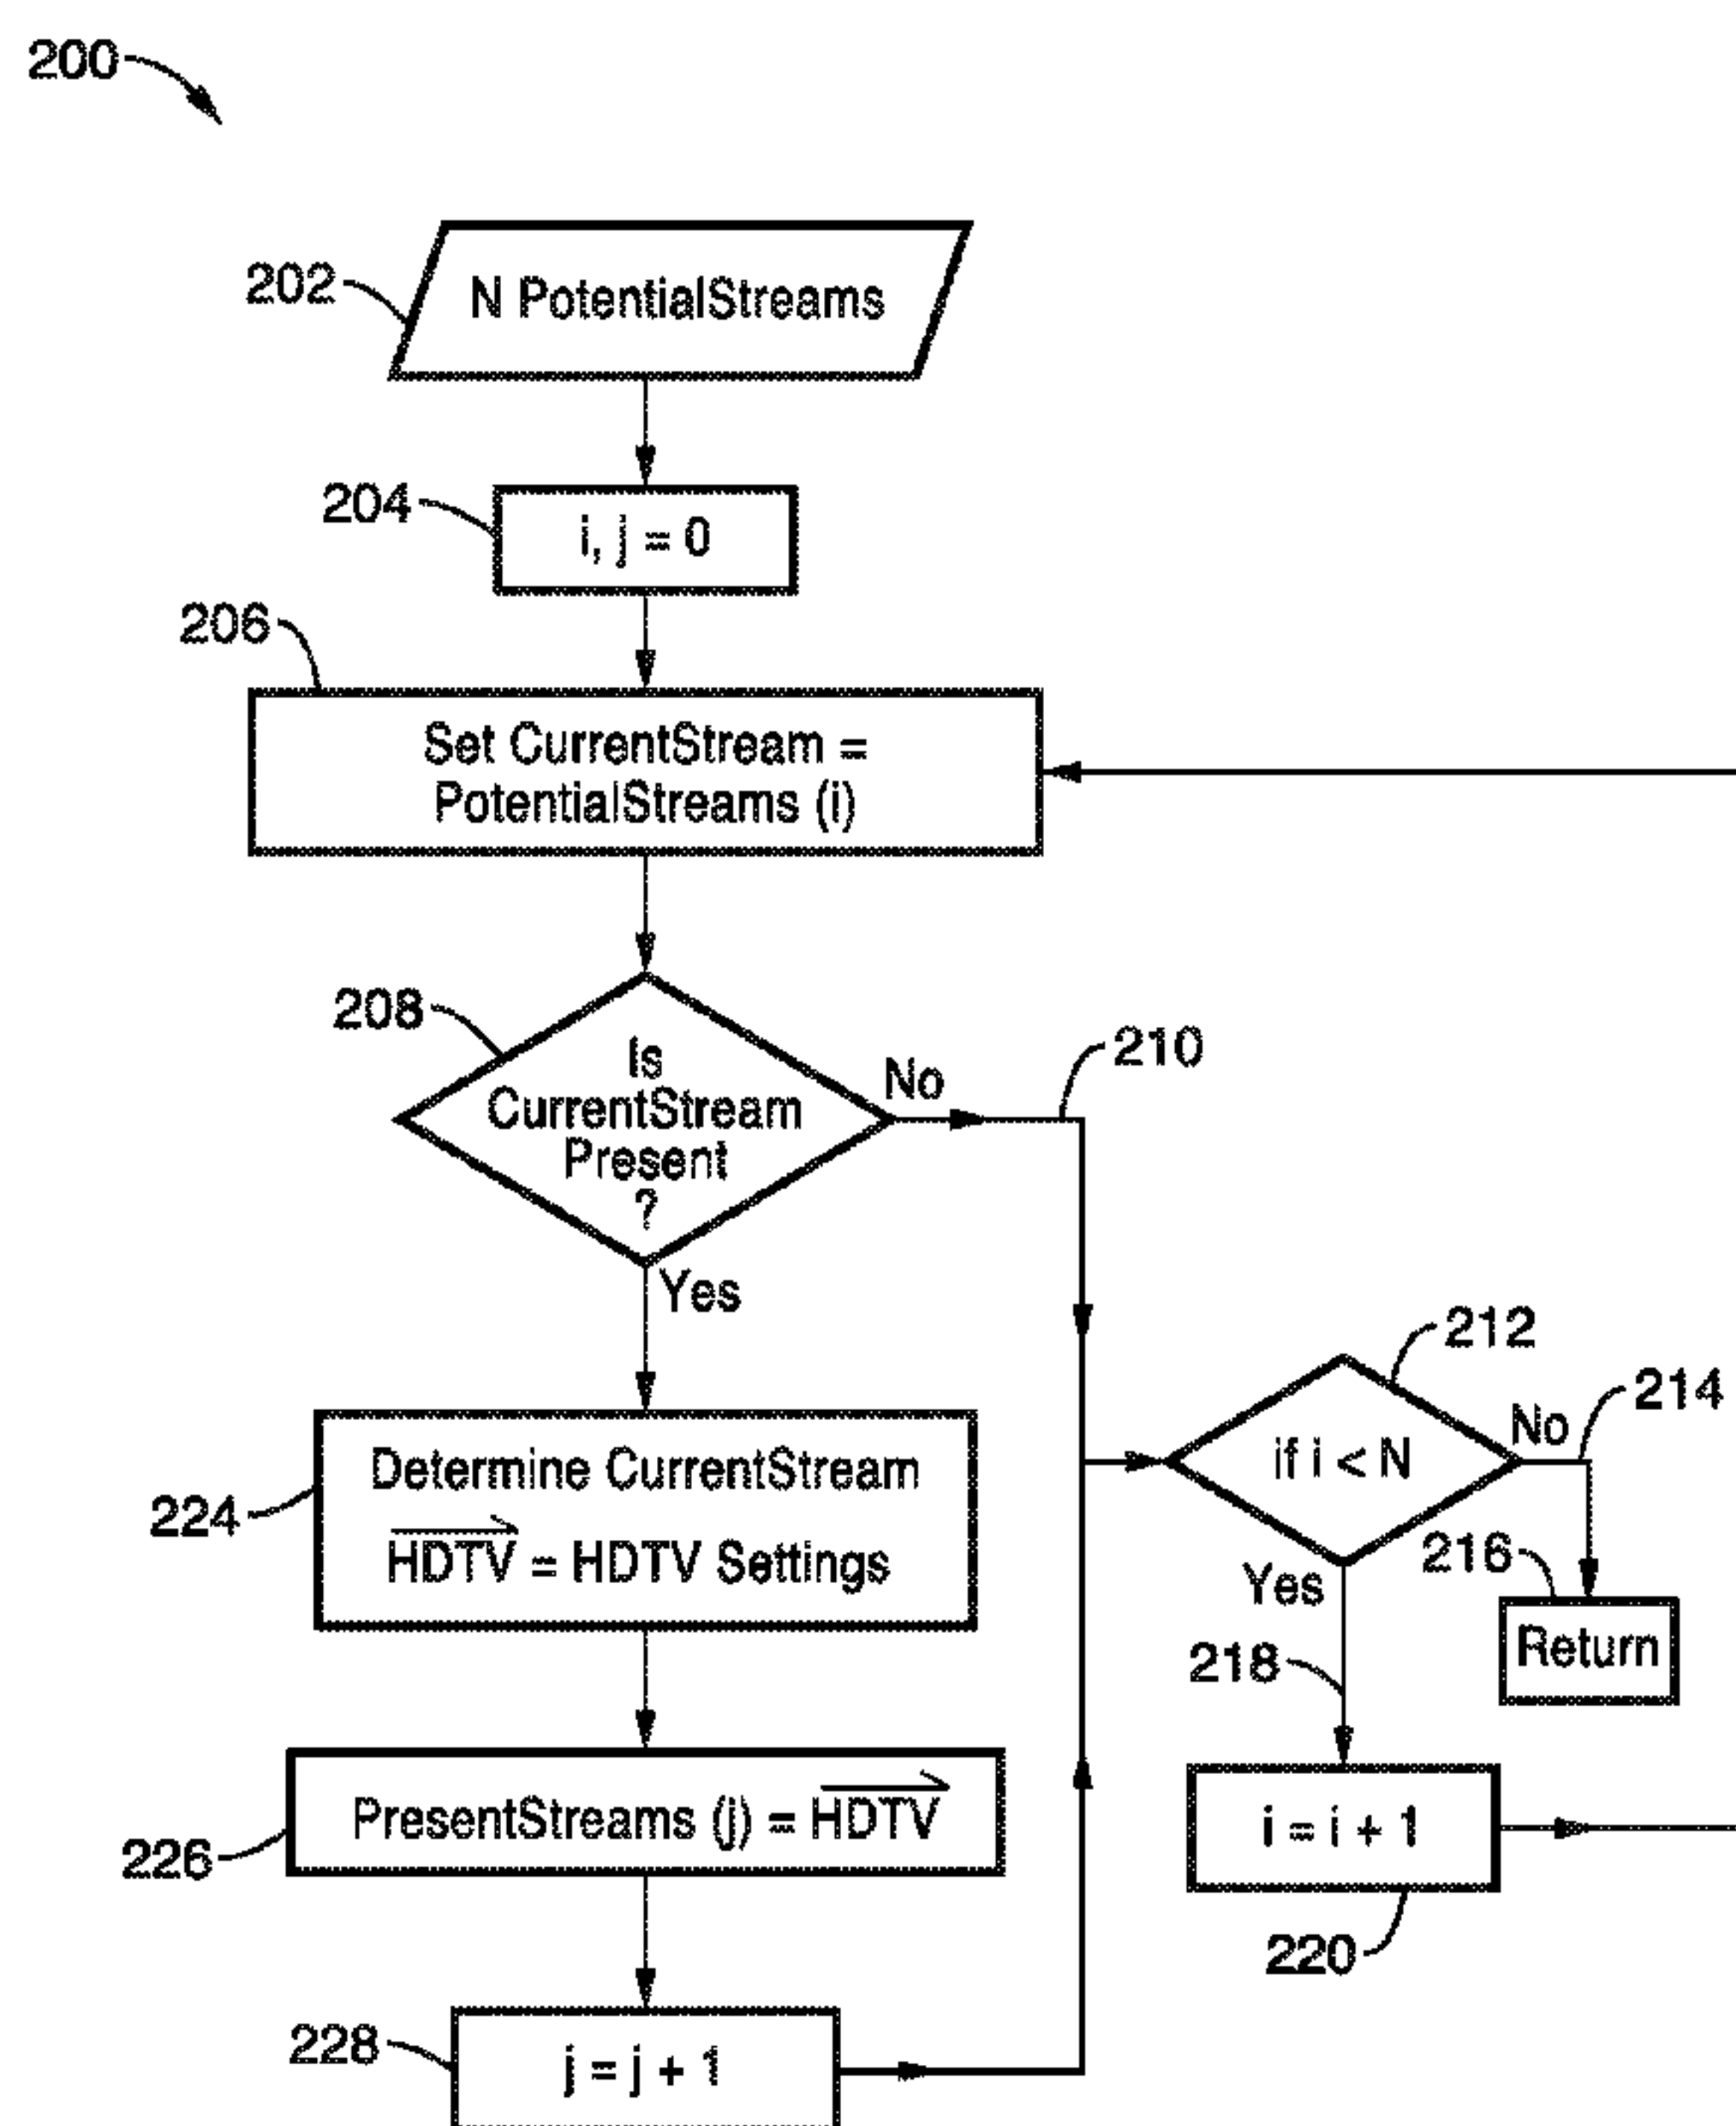 200
202
N PotentialStreams
204
i, j = 0
206
Set CurrentStream =
PotentialStreams (i)
208
Is
CurrentStream
Present
?
No
210
Yes
212
if i < N
No
214
Yes
216
Return
218
i = i + 1
220
224
Determine CurrentStream
HDTV = HDTV Settings
226
PresentStreams (j) = HDTV
228
j = j + 1